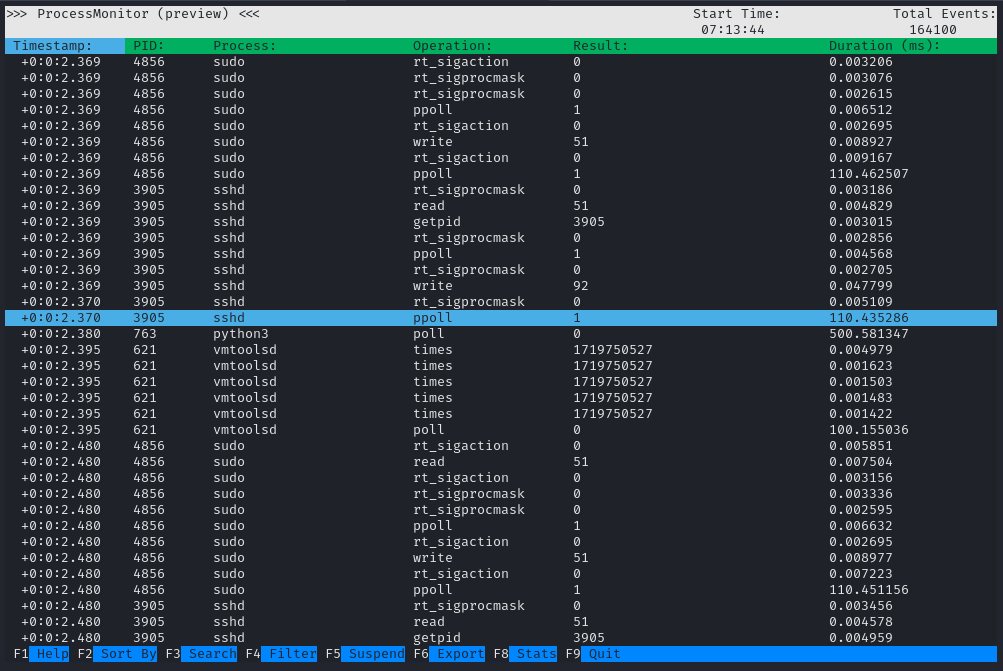 >>> ProcessMonitor (preview) <<< Start Time: Total Events:
07:13:44 164100
Timestamp: PID: Process: Operation: Result: Duration (ms):
+0:0:2.369 4856 sudo rt_sigaction 0 0.003206
+0:0:2.369 4856 sudo rt_sigprocmask 0 0.003076
+0:0:2.369 4856 sudo rt_sigprocmask 0 0.002615
+0:0:2.369 4856 sudo ppoll 1 0.006512
+0:0:2.369 4856 sudo rt_sigaction 0 0.002695
+0:0:2.369 4856 sudo write 51 0.008927
+0:0:2.369 4856 sudo rt_sigaction 0 0.009167
+0:0:2.369 4856 sudo ppoll 1 110.462507
+0:0:2.369 3905 sshd rt_sigprocmask 0 0.003186
+0:0:2.369 3905 sshd read 51 0.004829
+0:0:2.369 3905 sshd getpid 3905 0.003015
+0:0:2.369 3905 sshd rt_sigprocmask 0 0.002856
+0:0:2.369 3905 sshd ppoll 1 0.004568
+0:0:2.369 3905 sshd rt_sigprocmask 0 0.002705
+0:0:2.369 3905 sshd write 92 0.047799
+0:0:2.370 3905 sshd rt_sigprocmask 0 0.005109
+0:0:2.370 3905 sshd ppoll 1 110.435286
+0:0:2.380 763 python3 poll 0 500.581347
+0:0:2.395 621 vmtoolsd times 1719750527 0.004979
+0:0:2.395 621 vmtoolsd times 1719750527 0.001623
+0:0:2.395 621 vmtoolsd times 1719750527 0.001503
+0:0:2.395 621 vmtoolsd times 1719750527 0.001483
+0:0:2.395 621 vmtoolsd times 1719750527 0.001422
+0:0:2.395 621 vmtoolsd poll 0 100.155036
+0:0:2.480 4856 sudo rt_sigaction 0 0.005851
+0:0:2.480 4856 sudo read 51 0.007504
+0:0:2.480 4856 sudo rt_sigaction 0 0.003156
+0:0:2.480 4856 sudo rt_sigprocmask 0 0.003336
+0:0:2.480 4856 sudo rt_sigprocmask 0 0.002595
+0:0:2.480 4856 sudo ppoll 1 0.006632
+0:0:2.480 4856 sudo rt_sigaction 0 0.002695
+0:0:2.480 4856 sudo write 51 0.008977
+0:0:2.480 4856 sudo rt_sigaction 0 0.007223
+0:0:2.480 4856 sudo ppoll 1 110.451156
+0:0:2.480 3905 sshd rt_sigprocmask 0 0.003456
+0:0:2.480 3905 sshd read 51 0.004578
+0:0:2.480 3905 sshd getpid 3905 0.004959
F1 Help F2 Sort By F3 Search F4 Filter F5 Suspend F6 Export F8 Stats F9 Quit